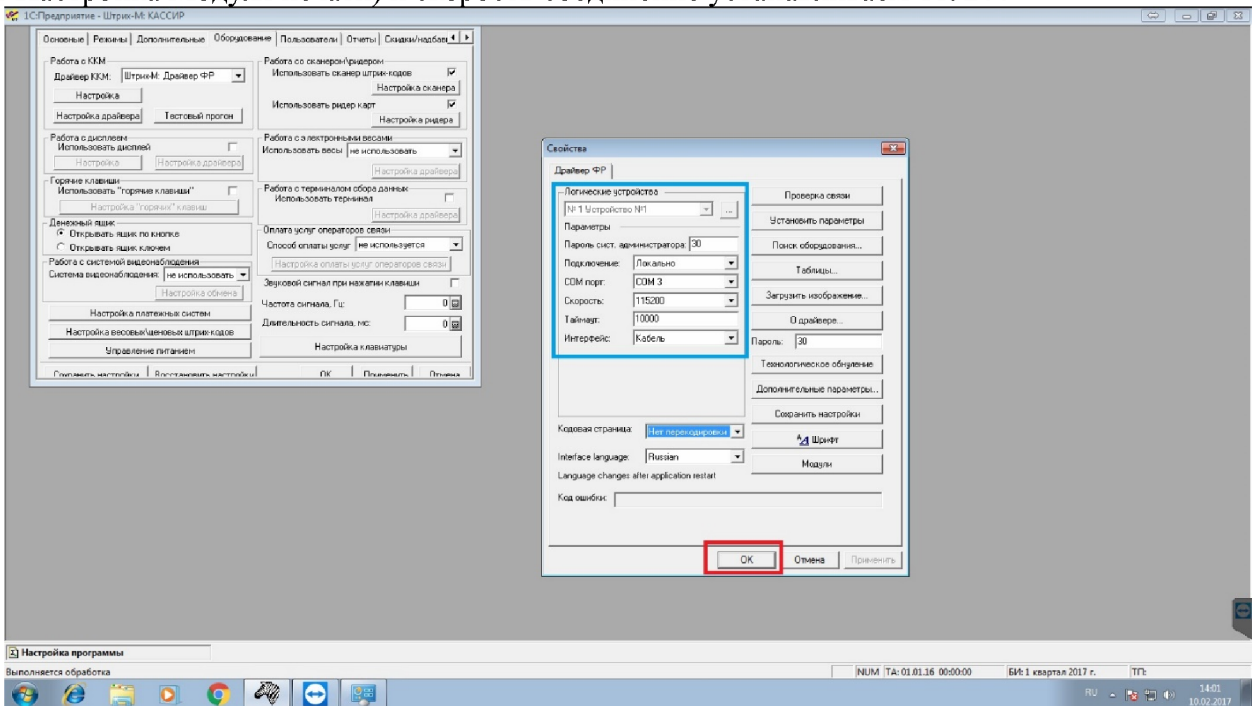 1С:Предприятие - Штрих-М: КАССИР
Основные Режимы Дополнительные Оборудование Пользователи Отчеты Скидки/надбавк
Работа с ККМ
Драйвер ККМ: Штрих-М: Драйвер ФР
Настройка
Настройка драйвера Тестовый прогон
Работа с дисплеем
Использовать дисплей
Настройка Настройка драйвера
Горячие клавиши
Использовать "горячие клавиши"
Настройка "горячих" клавиш
Денежный ящик
Открывать ящик по кнопке
Открывать ящик ключем
Работа с системой видеонаблюдения
Система видеонаблюдения: не использовать
Настройка обмена
Настройка платежных систем
Настройка весовых\ценовых штрих-кодов
Управление питанием
Работа со сканером\ридером
Использовать сканер штрих-кодов
Настройка сканера
Использовать ридер карт
Настройка ридера
Работа с электронными весами
Использовать весы не использовать
Настройка драйвера
Работа с терминалом сбора данных
Использовать терминал
Настройка драйвера
Оплата услуг операторов связи
Способ оплаты услуг не используется
Настройка оплаты услуг операторов связи
Звуковой сигнал при нажатии клавиши
Частота сигнала, Гц: 0
Длительность сигнала, мс: 0
Настройка клавиатуры
Сохранить настройки Восстановить настройки ОК Применить Отмена
Свойства
Драйвер ФР
Логические устройства
№ 1 Устройство №1 ...
Параметры
Пароль сист. администратора: 30
Подключение: Локально
COM порт: COM 3
Скорость: 115200
Таймаут: 10000
Интерфейс: Кабель
Кодовая страница: Нет перекодировки
Interface language: Russian
Language changes after application restart
Код ошибки:
Проверка связи
Установить параметры
Поиск оборудования...
Таблицы...
Загрузить изображение...
О драйвере...
Пароль: 30
Технологическое обнуление
Дополнительные параметры...
Сохранить настройки
Шрифт
Модули
OK Отмена Применить
Настройка программы
Выполняется обработка NUM TA: 01.01.16 00:00:00 БИ: 1 квартал 2017 г. ТП:
RU 14:01
10.02.2017